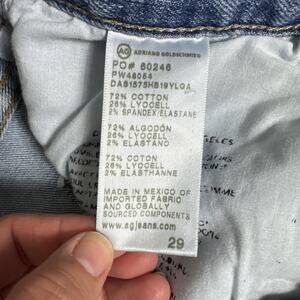 AG ADRIANO GOLDSCHMIED
PO# 60246
PW48054
DAS1575HB19YLGA
72% COTTON
26% LYOCELL
2% SPANDEX/ELASTANE
72% ALGODÓN
26% LYOCELL
2% ELASTANO
72% COTON
26% LYOCELL
2% ELASTHANNE
MADE IN MEXICO OF
IMPORTED FABRIC
AND GLOBALLY
SOURCED COMPONENTS
www.agjeans.com
29